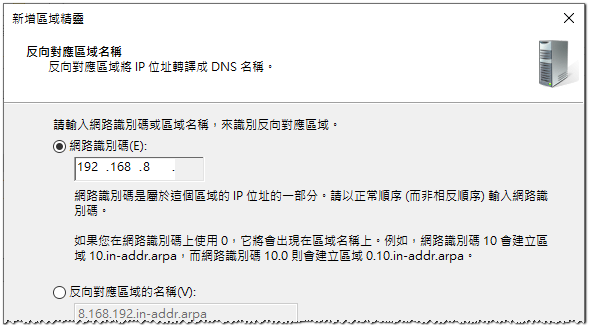 新增區域精靈
反向對應區域名稱
反向對應區域將 IP 位址轉譯成 DNS 名稱。
請輸入網路識別碼或區域名稱，來識別反向對應區域。
網路識別碼(E):
192 .168 .8 .
網路識別碼是屬於這個區域的 IP 位址的一部分。請以正常順序 (而非相反順序) 輸入網路識
別碼。
如果您在網路識別碼上使用 0，它將會出現在區域名稱上。例如，網路識別碼 10 會建立區
域 10.in-addr.arpa，而網路識別碼 10.0 則會建立區域 0.10.in-addr.arpa。
反向對應區域的名稱(V):
8.168.192.in-addr.arpa